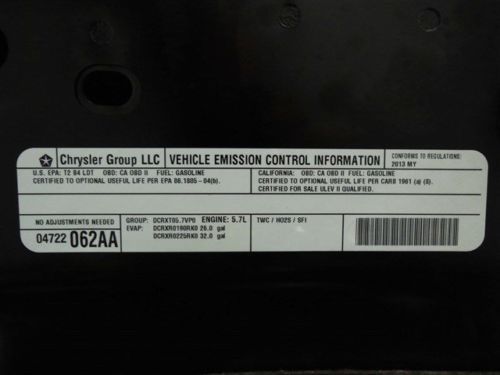 Chrysler Group LLC VEHICLE EMISSION CONTROL INFORMATION CONFORMS TO REGULATIONS: 2013 MY
U.S. EPA: T2 B4 LDT OBD: CA OBD II FUEL: GASOLINE
CERTIFIED TO OPTIONAL USEFUL LIFE PER EPA 86.1805-04(b).
CALIFORNIA: OBD: CA OBD II FUEL: GASOLINE
CERTIFIED TO OPTIONAL USEFUL LIFE PER CARB 1961 (a) (8).
CERTIFIED FOR SALE ULEV II QUALIFIED.
NO ADJUSTMENTS NEEDED
04722 062AA
GROUP: DCRXT05.7VP0 ENGINE: 5.7L
EVAP: DCRXR0180RK0 26.0 gal
DCRXR0225RK0 32.0 gal
TWC / HO2S / SFI